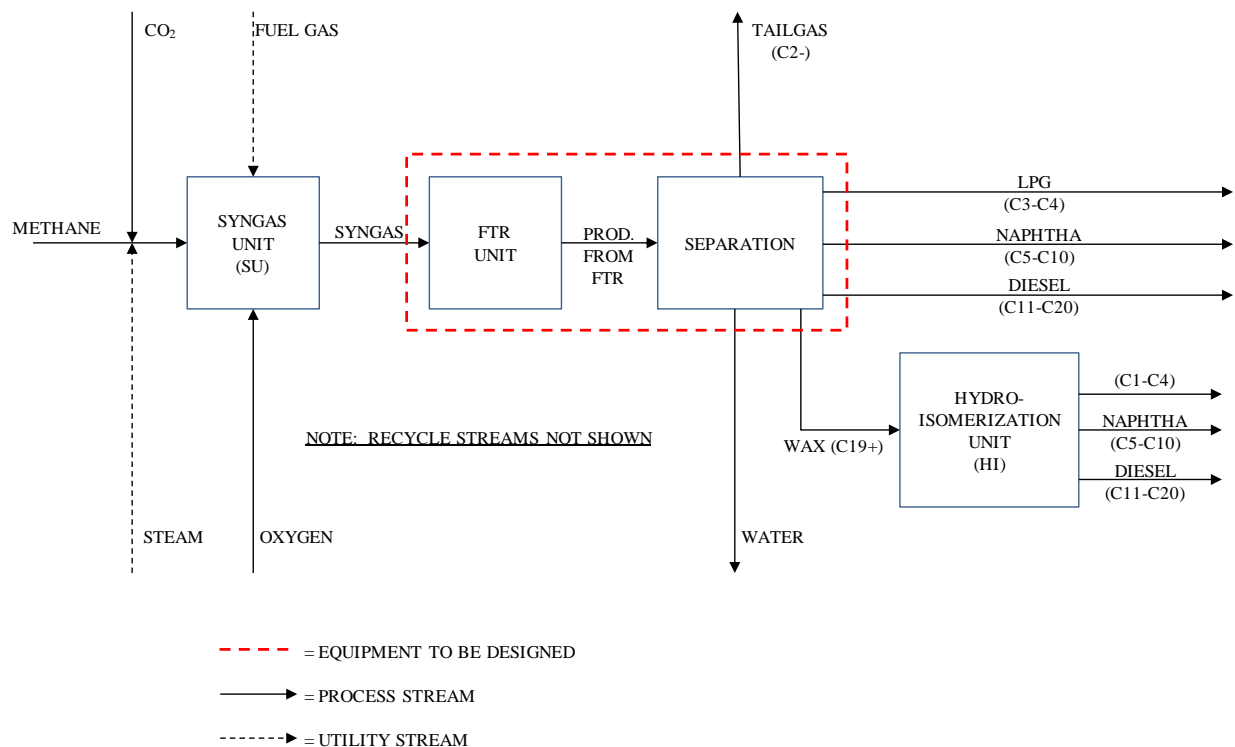 CO₂
FUEL GAS
TAILGAS
(C2-)
METHANE
SYNGAS
UNIT
(SU)
SYNGAS
FTR
UNIT
PROD.
FROM
FTR
SEPARATION
LPG
(C3-C4)
NAPHTHA
(C5-C10)
DIESEL
(C11-C20)
NOTE: RECYCLE STREAMS NOT SHOWN
WAX (C19+)
HYDRO-
ISOMERIZATION
UNIT
(HI)
(C1-C4)
NAPHTHA
(C5-C10)
DIESEL
(C11-C20)
STEAM
OXYGEN
WATER
= EQUIPMENT TO BE DESIGNED
= PROCESS STREAM
= UTILITY STREAM